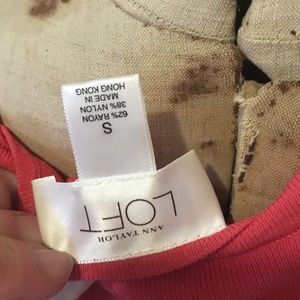 ANN TAYLOR
LOFT
S
62% RAYON
38% NYLON
MADE IN
HONG KONG